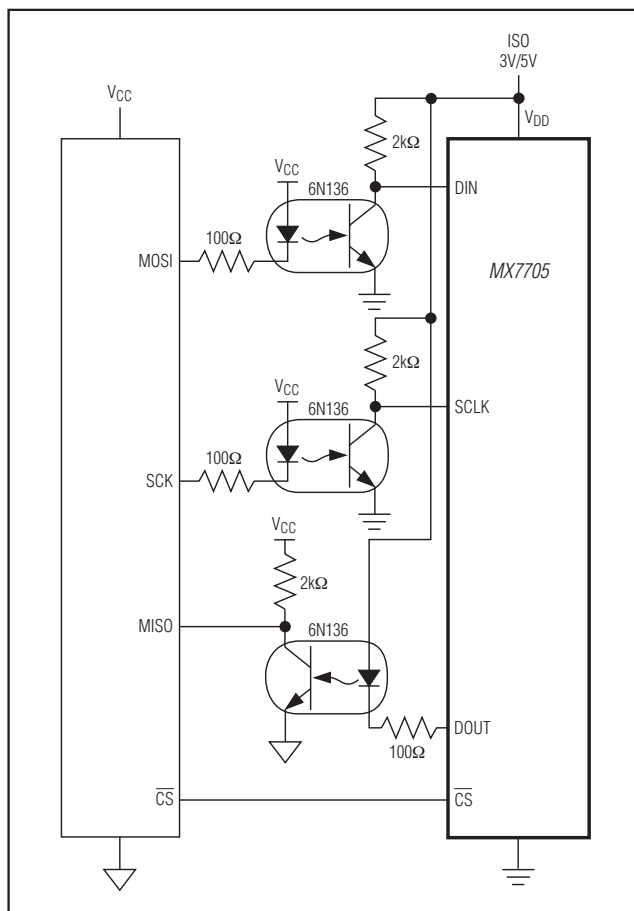 ISO
3V/5V
VCC
VDD
2kΩ
VCC
6N136
DIN
100Ω
MOSI
MX7705
2kΩ
VCC
6N136
SCLK
100Ω
SCK
VCC
2kΩ
MISO
6N136
DOUT
100Ω
CS
CS